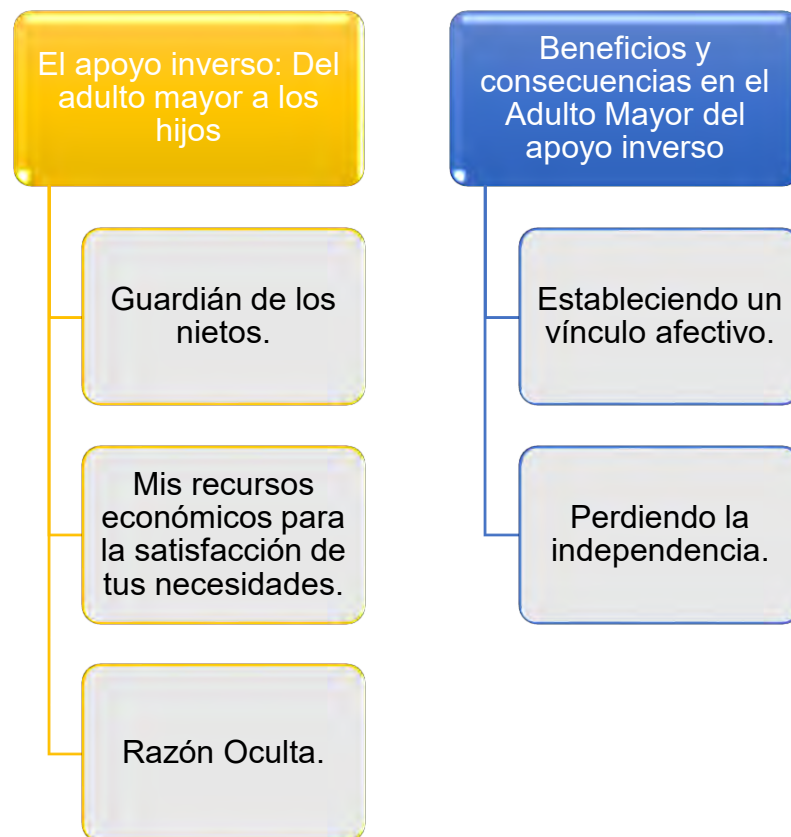 El apoyo inverso: Del
adulto mayor a los
hijos
Guardián de los
nietos.
Mis recursos
económicos para
la satisfacción de
tus necesidades.
Razón Oculta.
Beneficios y
consecuencias en el
Adulto Mayor del
apoyo inverso
Estableciendo un
vínculo afectivo.
Perdiendo la
independencia.